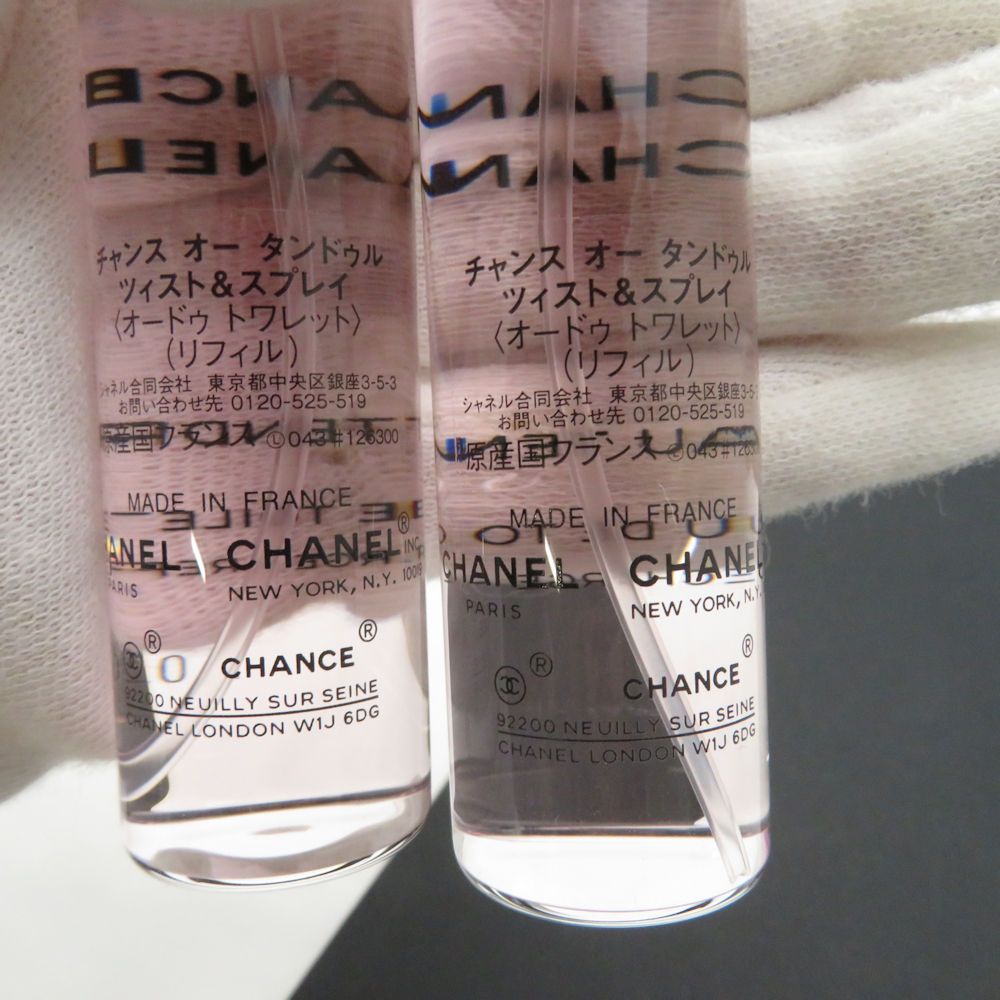 CHANCE
CHANEL
チャンス オー タンドゥル
ツィスト&スプレイ
〈オードゥ トワレット〉
(リフィル)
シャネル合同会社 東京都中央区銀座3-5-3
お問い合わせ先 0120-525-519
原産国フランス Ⓛ043#126300
MADE IN FRANCE
CHANEL CHANEL® INC.
PARIS NEW YORK, N.Y. 10019
® CHANCE®
92200 NEUILLY SUR SEINE
CHANEL LONDON W1J 6DG
CHAN
CHAN
チャンス オー タンドゥル
ツィスト&スプレイ
〈オードゥ トワレット〉
(リフィル)
シャネル合同会社 東京都中央区銀座3-5-
お問い合わせ先 0120-525-519
原産国フランス Ⓛ043#1263
MADE IN FRANCE
CHANEL CHANEL
PARIS NEW YORK, N.Y.
® CHANCE®
92200 NEUILLY SUR SEINE
CHANEL LONDON W1J 6DG